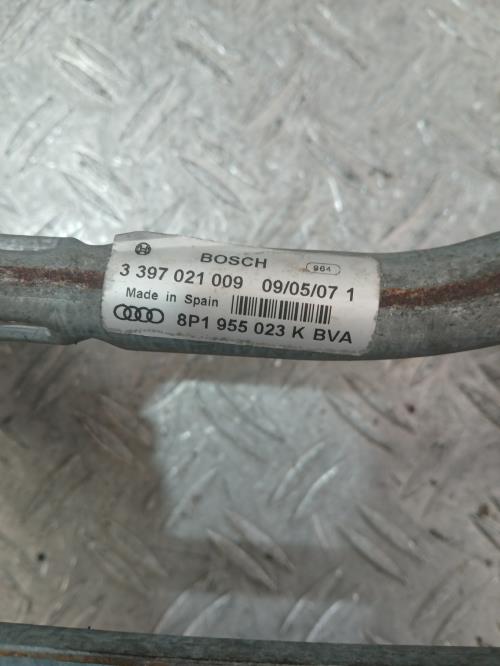 BOSCH 964
3 397 021 009 09/05/07 1
Made in Spain
8P1 955 023 K BVA